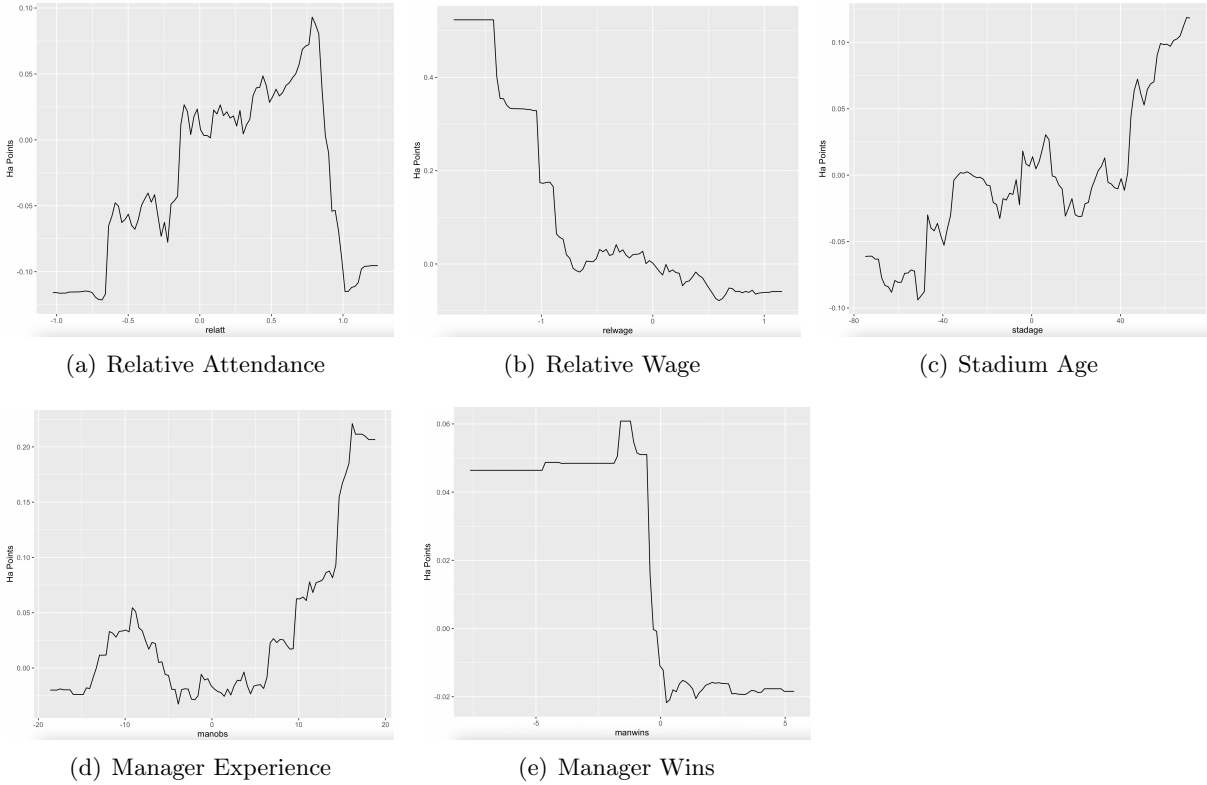 0.10
0.05
0.00
-0.05
-0.10
Ha Points
-1.0 -0.5 0.0 0.5 1.0
relatt
(a) Relative Attendance
0.4
0.2
0.0
Ha Points
-1 0 1
relwage
(b) Relative Wage
0.10
0.05
0.00
-0.05
-0.10
Ha Points
-80 -40 0 40
stadage
(c) Stadium Age
0.20
0.15
0.10
0.05
0.00
Ha Points
-20 -10 0 10 20
manobs
(d) Manager Experience
0.06
0.04
0.02
0.00
-0.02
Ha Points
-5 0 5
manwins
(e) Manager Wins